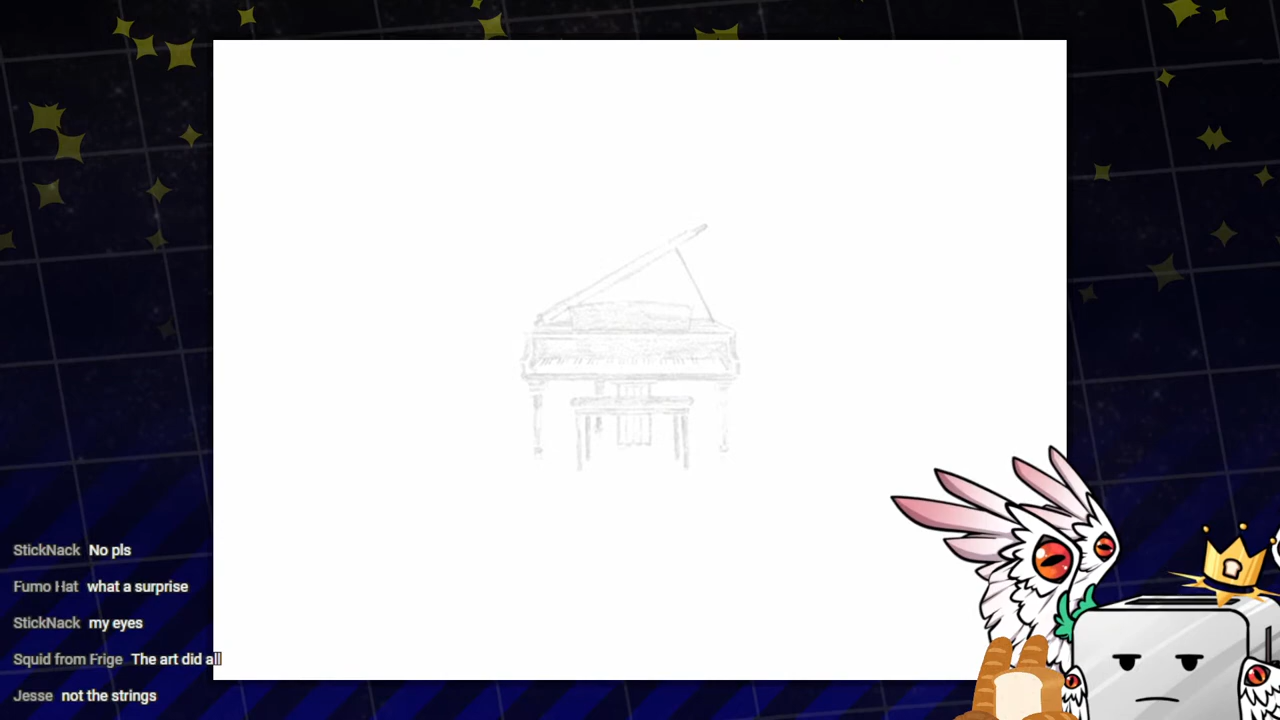 StickNack No pls
Fumo Hat what a surprise
StickNack my eyes
Squid from Frige The art did all
Jesse not the strings